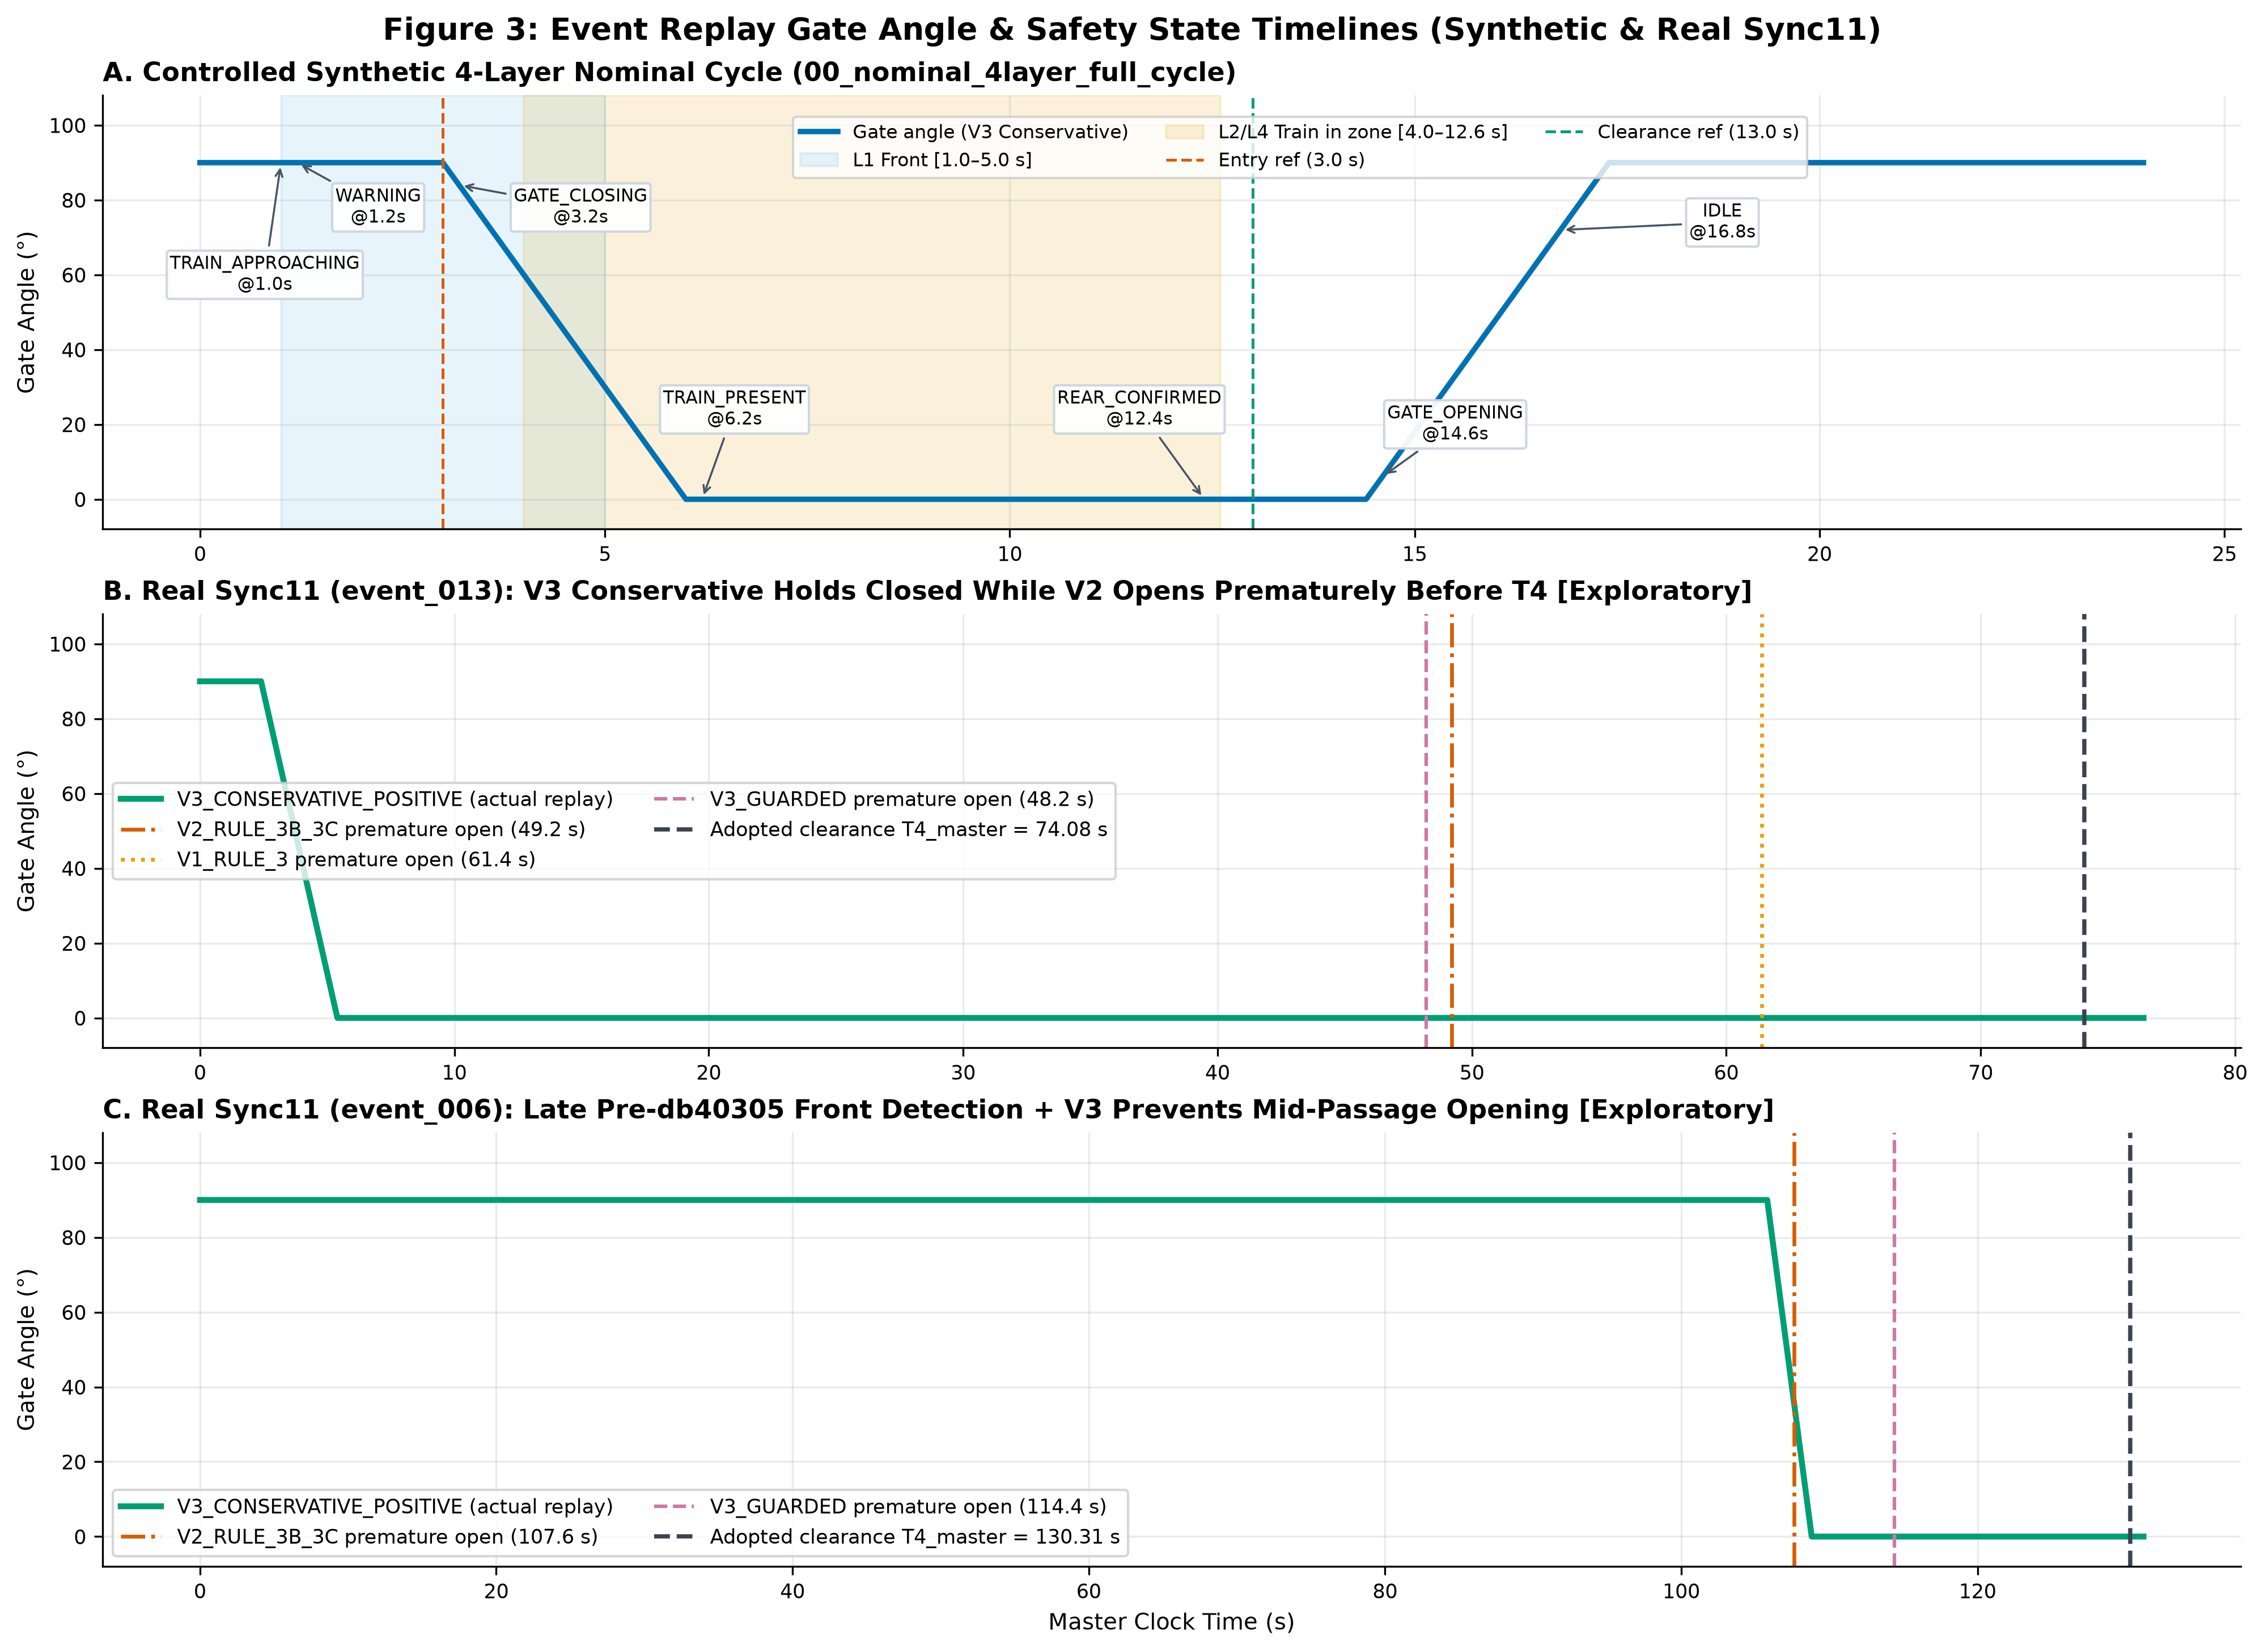 Figure 3: Event Replay Gate Angle & Safety State Timelines (Synthetic & Real Sync11)
A. Controlled Synthetic 4-Layer Nominal Cycle (00_nominal_4layer_full_cycle)
Gate Angle (°)
100
80
60
40
20
0
Gate angle (V3 Conservative)
L1 Front [1.0–5.0 s]
L2/L4 Train in zone [4.0–12.6 s]
Entry ref (3.0 s)
Clearance ref (13.0 s)
WARNING
@1.2s
GATE_CLOSING
@3.2s
TRAIN_APPROACHING
@1.0s
IDLE
@16.8s
TRAIN_PRESENT
@6.2s
REAR_CONFIRMED
@12.4s
GATE_OPENING
@14.6s
0 5 10 15 20 25
B. Real Sync11 (event_013): V3 Conservative Holds Closed While V2 Opens Prematurely Before T4 [Exploratory]
Gate Angle (°)
100
80
60
40
20
0
V3_CONSERVATIVE_POSITIVE (actual replay)
V2_RULE_3B_3C premature open (49.2 s)
V1_RULE_3 premature open (61.4 s)
V3_GUARDED premature open (48.2 s)
Adopted clearance T4_master = 74.08 s
0 10 20 30 40 50 60 70 80
C. Real Sync11 (event_006): Late Pre-db40305 Front Detection + V3 Prevents Mid-Passage Opening [Exploratory]
Gate Angle (°)
100
80
60
40
20
0
V3_CONSERVATIVE_POSITIVE (actual replay)
V2_RULE_3B_3C premature open (107.6 s)
V3_GUARDED premature open (114.4 s)
Adopted clearance T4_master = 130.31 s
0 20 40 60 80 100 120
Master Clock Time (s)